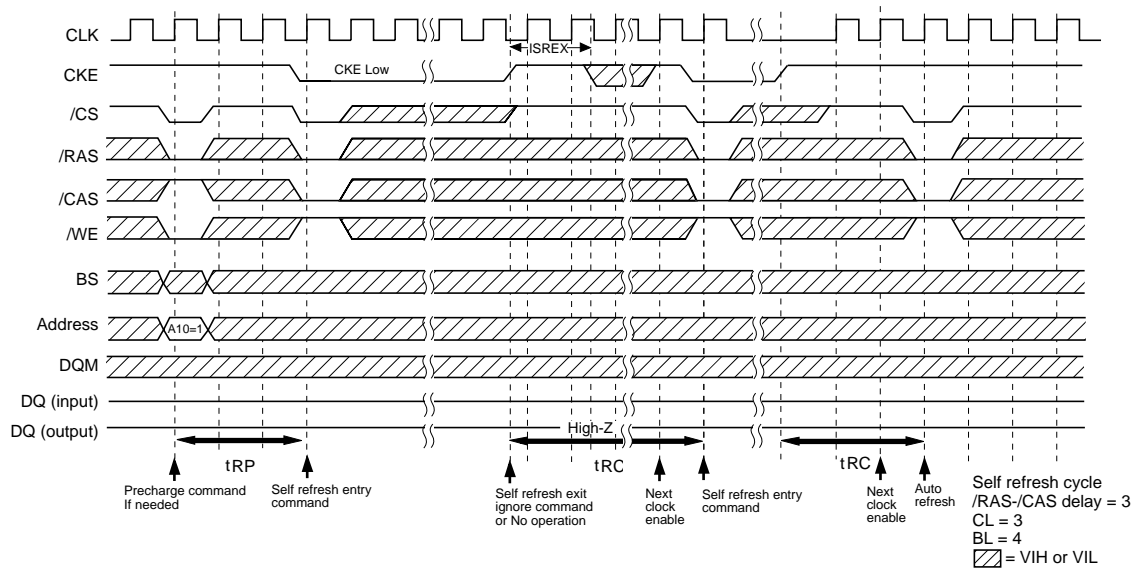 CLK
ISREX
CKE
CKE Low
/CS
/RAS
/CAS
/WE
BS
Address
A10=1
DQM
DQ (input)
DQ (output)
High-Z
tRP
tRC
tRC
Precharge command
If needed
Self refresh entry
command
Self refresh exit
ignore command
or No operation
Next
clock
enable
Self refresh entry
command
Next
clock
enable
Auto
refresh
Self refresh cycle
/RAS-/CAS delay = 3
CL = 3
BL = 4
= VIH or VIL